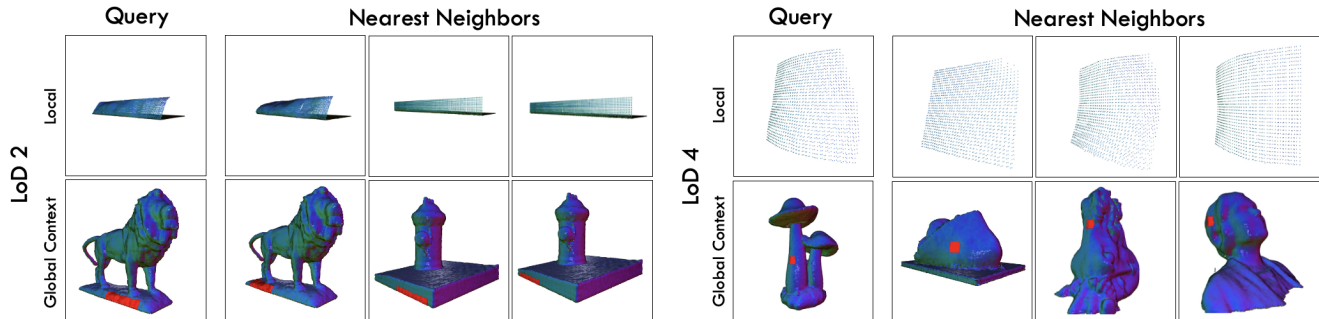 Query
Nearest Neighbors
Query
Nearest Neighbors
LoD 2
Local
Global Context
LoD 4
Local
Global Context